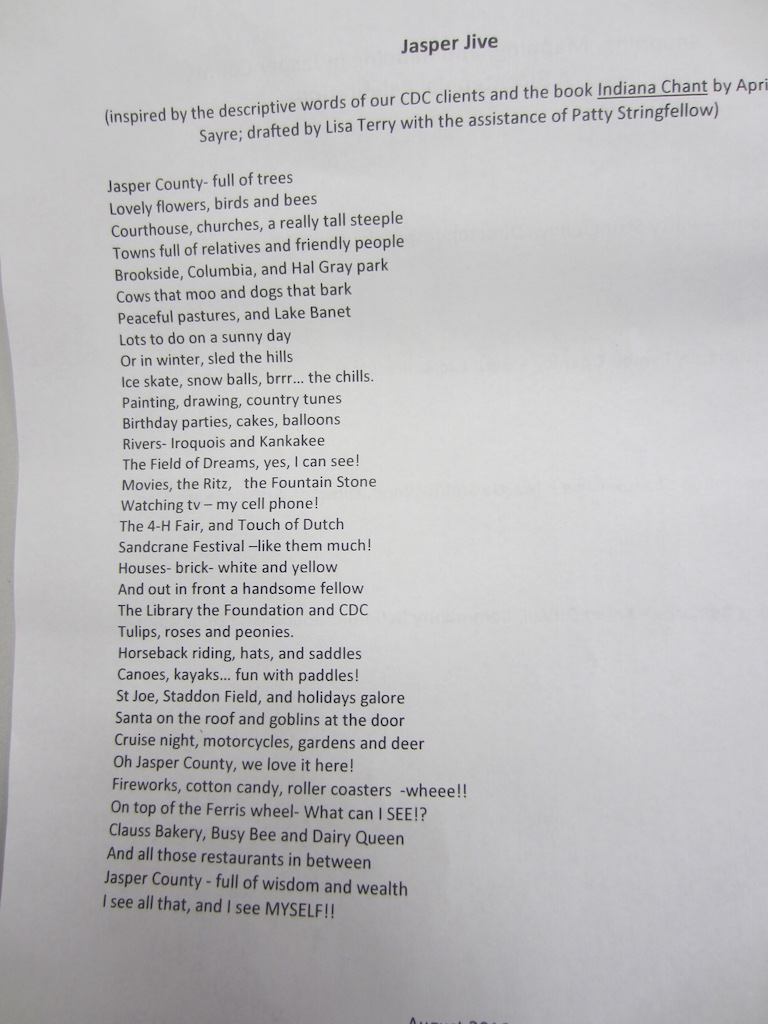 Jasper Jive
(inspired by the descriptive words of our CDC clients and the book Indiana Chant by
Sayre; drafted by Lisa Terry with the assistance of Patty Stringfellow)
Jasper County- full of trees
Lovely flowers, birds and bees
Courthouse, churches, a really tall steeple
Towns full of relatives and friendly people
Brookside, Columbia, and Hal Gray park
Cows that moo and dogs that bark
Peaceful pastures, and Lake Banet
Lots to do on a sunny day
Or in winter, sled the hills
Ice skate, snow balls, brrr... the chills.
Painting, drawing, country tunes
Birthday parties, cakes, balloons
Rivers- Iroquois and Kankakee
The Field of Dreams, yes, I can see!
Movies, the Ritz, the Fountain Stone
Watching tv – my cell phone!
The 4-H Fair, and Touch of Dutch
Sandcrane Festival –like them much!
Houses- brick- white and yellow
And out in front a handsome fellow
The Library the Foundation and CDC
Tulips, roses and peonies.
Horseback riding, hats, and saddles
Canoes, kayaks... fun with paddles!
St Joe, Staddon Field, and holidays galore
Santa on the roof and goblins at the door
Cruise night, motorcycles, gardens and deer
Oh Jasper County, we love it here!
Fireworks, cotton candy, roller coasters -wheee!!
On top of the Ferris wheel- What can I SEE!?
Clauss Bakery, Busy Bee and Dairy Queen
And all those restaurants in between
Jasper County - full of wisdom and wealth
I see all that, and I see MYSELF!!
August